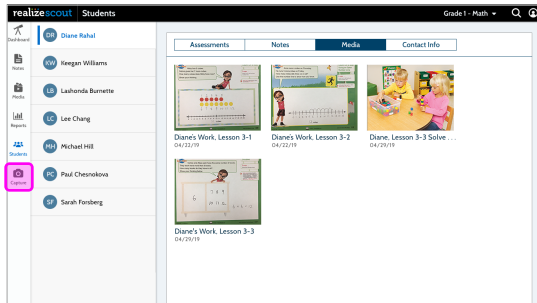 realizescout Students
Grade 1 - Math
Dashboard
Notes
Media
Reports
Students
Capture
DR Diane Rahal
KW Keegan Williams
LB Lashonda Burnette
LC Lee Chang
MH Michael Hill
PC Paul Chesnokova
SF Sarah Forsberg
Assessments Notes Media Contact Info
Diane's Work, Lesson 3-1
04/22/19
Diane's Work, Lesson 3-2
04/22/19
Diane, Lesson 3-3 Solve . . .
04/29/19
Diane's Work, Lesson 3-3
04/29/19